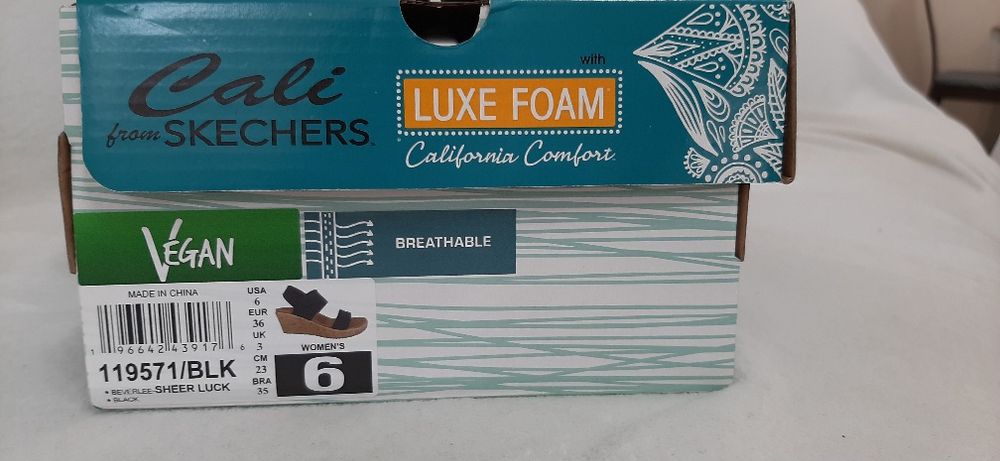 Cali
from SKECHERS
with
LUXE FOAM
California Comfort
VEGAN
BREATHABLE
MADE IN CHINA
1 96642 43917 6
119571/BLK
• BEVERLEE-SHEER LUCK
• BLACK
USA
6
EUR
36
UK
3
CM
23
BRA
35
WOMEN'S
6